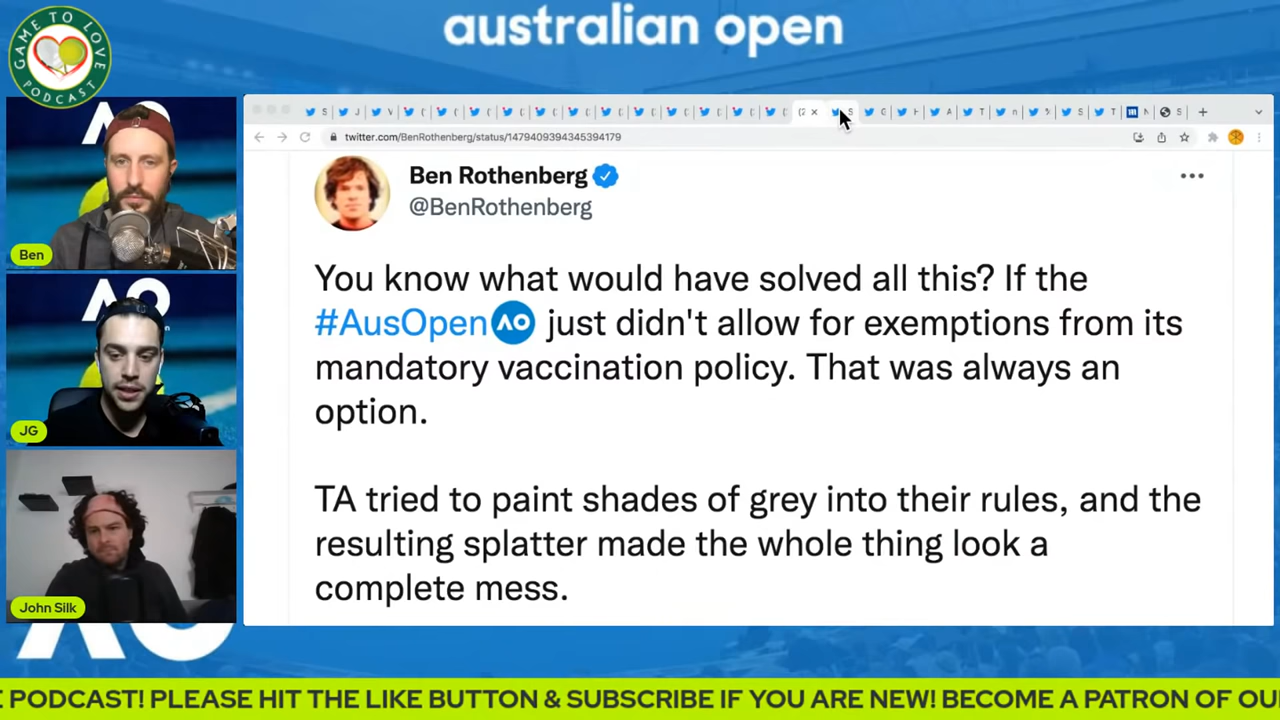 australian open
GAME TO LOVE
PODCAST
twitter.com/BenRothenberg/status/1479409394345394179
Ben Rothenberg
@BenRothenberg
You know what would have solved all this? If the
#AusOpen AO just didn't allow for exemptions from its
mandatory vaccination policy. That was always an
option.
TA tried to paint shades of grey into their rules, and the
resulting splatter made the whole thing look a
complete mess.
AO
Ben
AO
JG
John Silk
AO
PODCAST! PLEASE HIT THE LIKE BUTTON & SUBSCRIBE IF YOU ARE NEW! BECOME A PATRON OF OU